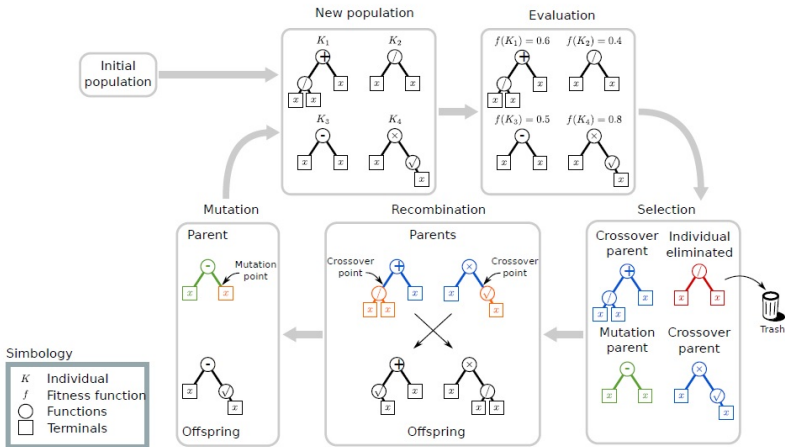 New population
Evaluation
Initial
population
K1
K2
+
/
/
x
x
x
x
x
x
K3
K4
-
×
x
x
x
√
x
f(K1) = 0.6
f(K2) = 0.4
+
/
/
x
x
x
x
x
x
f(K3) = 0.5
f(K4) = 0.8
-
×
x
x
x
√
x
Mutation
Recombination
Selection
Parent
-
x
x
Mutation
point
Offspring
-
x
√
x
Parents
Crossover
point
+
/
x
x
x
×
x
√
x
Crossover
point
+
√
x
x
×
x
/
x
x
Offspring
Crossover
parent
+
/
x
x
x
Individual
eliminated
/
x
x
Trash
Mutation
parent
-
x
x
Crossover
parent
×
x
√
x
Simbology
K Individual
f Fitness function
Functions
Terminals